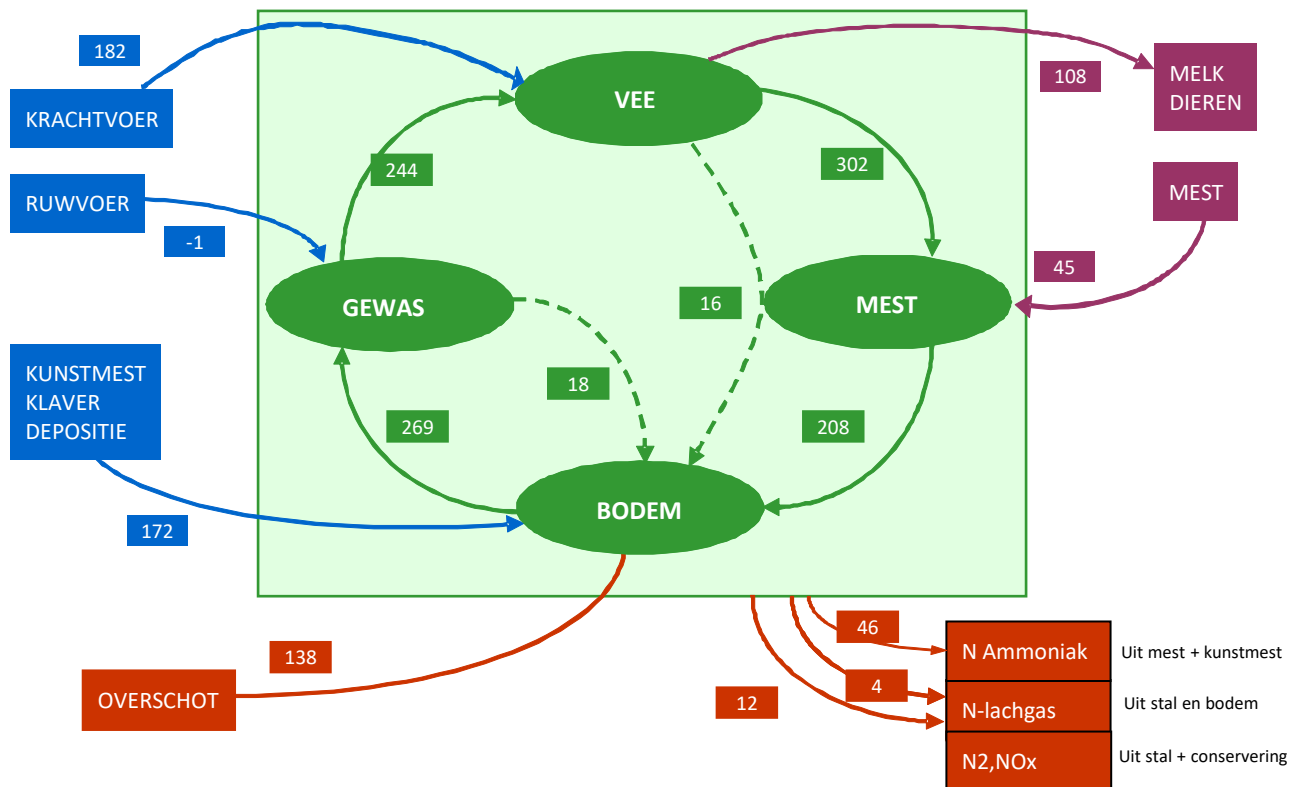 182
KRACHTVOER
RUWVOER
-1
KUNSTMEST
KLAVER
DEPOSITIE
172
VEE
244
302
GEWAS
16
MEST
18
269
208
BODEM
108
MELK
DIEREN
MEST
45
138
OVERSCHOT
46
4
12
N Ammoniak
Uit mest + kunstmest
N-lachgas
Uit stal en bodem
N2,NOx
Uit stal + conservering